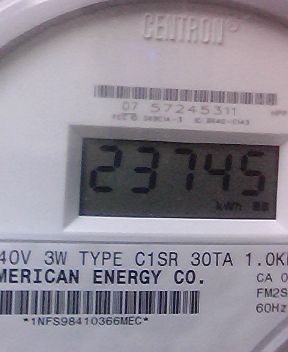 CENTRON®
07 57245311
23745
kWh
40V 3W TYPE C1SR 30TA 1.0K
MERICAN ENERGY CO.
CA 0
FM2S
60Hz
*1NFS98410366MEC*